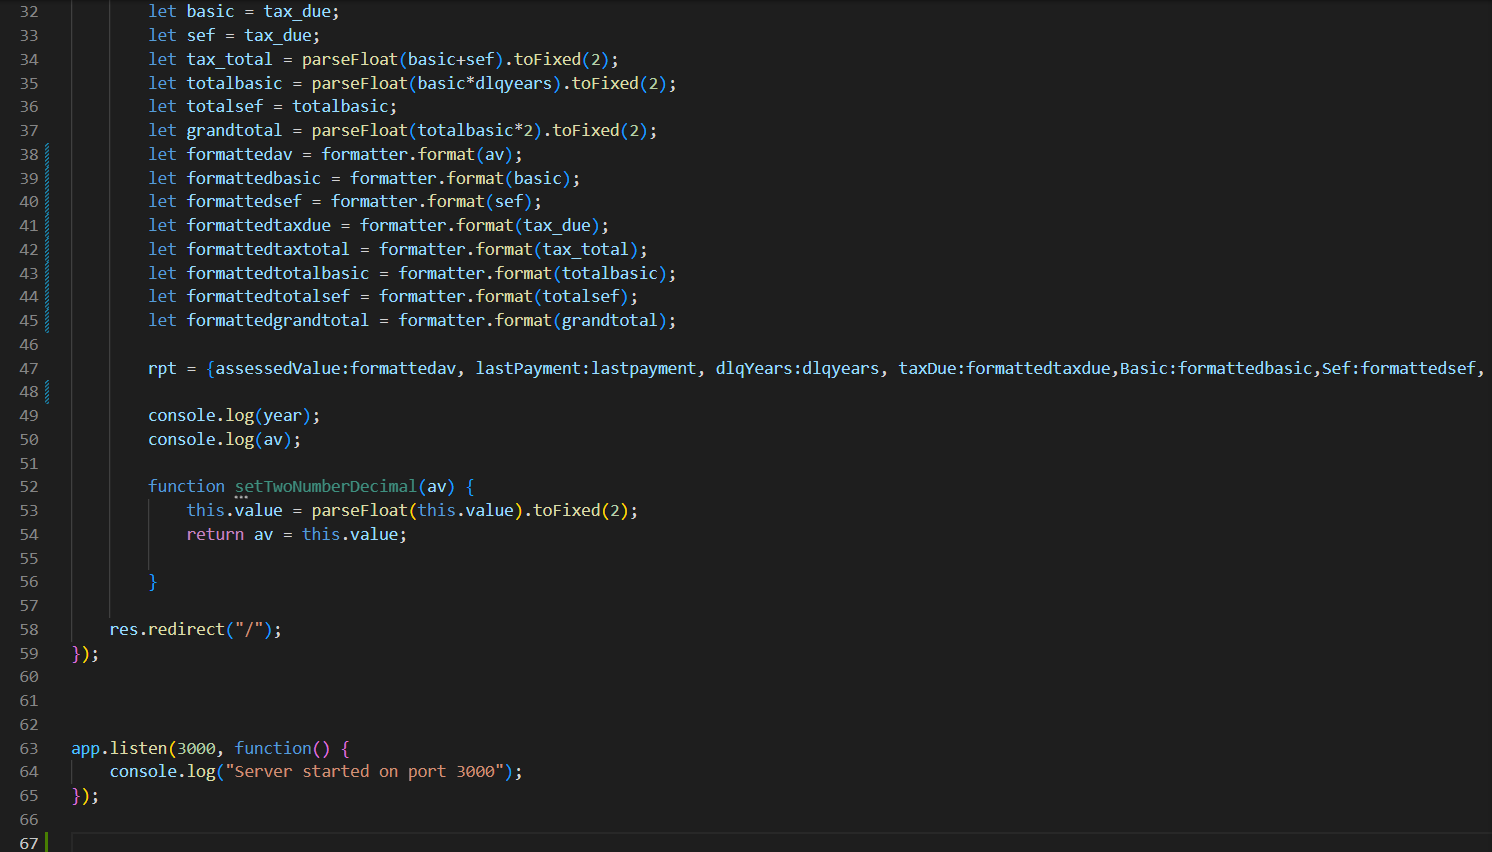 32 let basic = tax_due;
33 let sef = tax_due;
34 let tax_total = parseFloat(basic+sef).toFixed(2);
35 let totalbasic = parseFloat(basic*dlqyears).toFixed(2);
36 let totalsef = totalbasic;
37 let grandtotal = parseFloat(totalbasic*2).toFixed(2);
38 let formattedav = formatter.format(av);
39 let formattedbasic = formatter.format(basic);
40 let formattedsef = formatter.format(sef);
41 let formattedtaxdue = formatter.format(tax_due);
42 let formattedtaxtotal = formatter.format(tax_total);
43 let formattedtotalbasic = formatter.format(totalbasic);
44 let formattedtotalsef = formatter.format(totalsef);
45 let formattedgrandtotal = formatter.format(grandtotal);
46
47 rpt = {assessedValue:formattedav, lastPayment:lastpayment, dlqYears:dlqyears, taxDue:formattedtaxdue,Basic:formattedbasic,Sef:formattedsef,
48
49 console.log(year);
50 console.log(av);
51
52 function setTwoNumberDecimal(av) {
53 this.value = parseFloat(this.value).toFixed(2);
54 return av = this.value;
55
56 }
57
58 res.redirect("/");
59 });
60
61
62
63 app.listen(3000, function() {
64 console.log("Server started on port 3000");
65 });
66
67